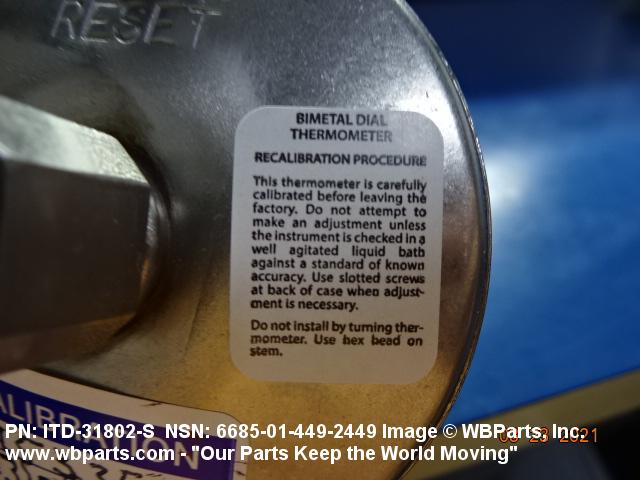 RESET
BIMETAL DIAL
THERMOMETER
RECALIBRATION PROCEDURE
This thermometer is carefully
calibrated before leaving the
factory. Do not attempt to
make an adjustment unless
the instrument is checked in a
well agitated liquid bath
against a standard of known
accuracy. Use slotted screws
at back of case when adjust-
ment is necessary.
Do not install by turning ther-
mometer. Use hex head on
stem.
ALIBRATION
PN: ITD-31802-S NSN: 6685-01-449-2449 Image © WBParts, Inc.
www.wbparts.com - "Our Parts Keep the World Moving"
2021